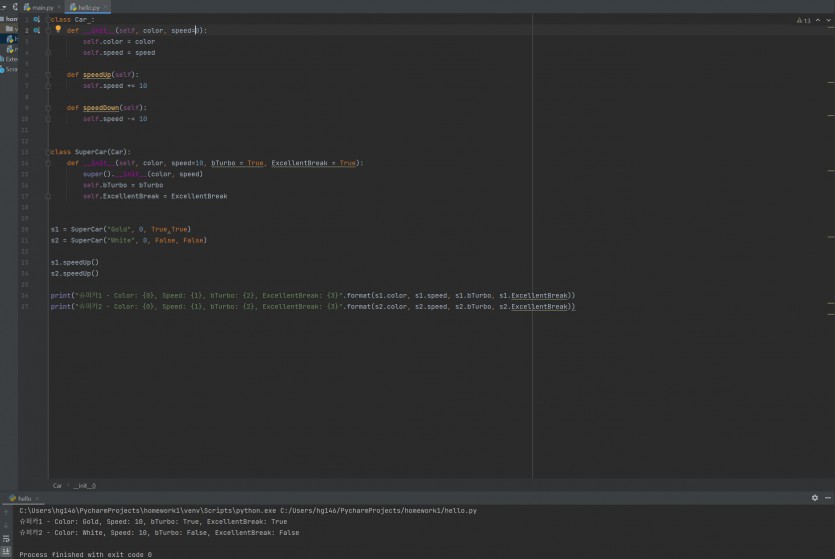 main.py
hello.py
13
class Car_:
def __init__(self, color, speed=0):
self.color = color
self.speed = speed
def speedUp(self):
self.speed += 10
def speedDown(self):
self.speed -= 10
class SuperCar(Car):
def __init__(self, color, speed=10, bTurbo = True, ExcellentBreak = True):
super().__init__(color, speed)
self.bTurbo = bTurbo
self.ExcellentBreak = ExcellentBreak
s1 = SuperCar("Gold", 0, True,True)
s2 = SuperCar("White", 0, False, False)
s1.speedUp()
s2.speedUp()
print("슈퍼카1 - Color: {0}, Speed: {1}, bTurbo: {2}, ExcellentBreak: {3}".format(s1.color, s1.speed, s1.bTurbo, s1.ExcellentBreak))
print("슈퍼카2 - Color: {0}, Speed: {1}, bTurbo: {2}, ExcellentBreak: {3}".format(s2.color, s2.speed, s2.bTurbo, s2.ExcellentBreak))
Car > __init__()
hello
C:\Users\hg146\PycharmProjects\homework1\venv\Scripts\python.exe C:/Users/hg146/PycharmProjects/homework1/hello.py
슈퍼카1 - Color: Gold, Speed: 10, bTurbo: True, ExcellentBreak: True
슈퍼카2 - Color: White, Speed: 10, bTurbo: False, ExcellentBreak: False
Process finished with exit code 0